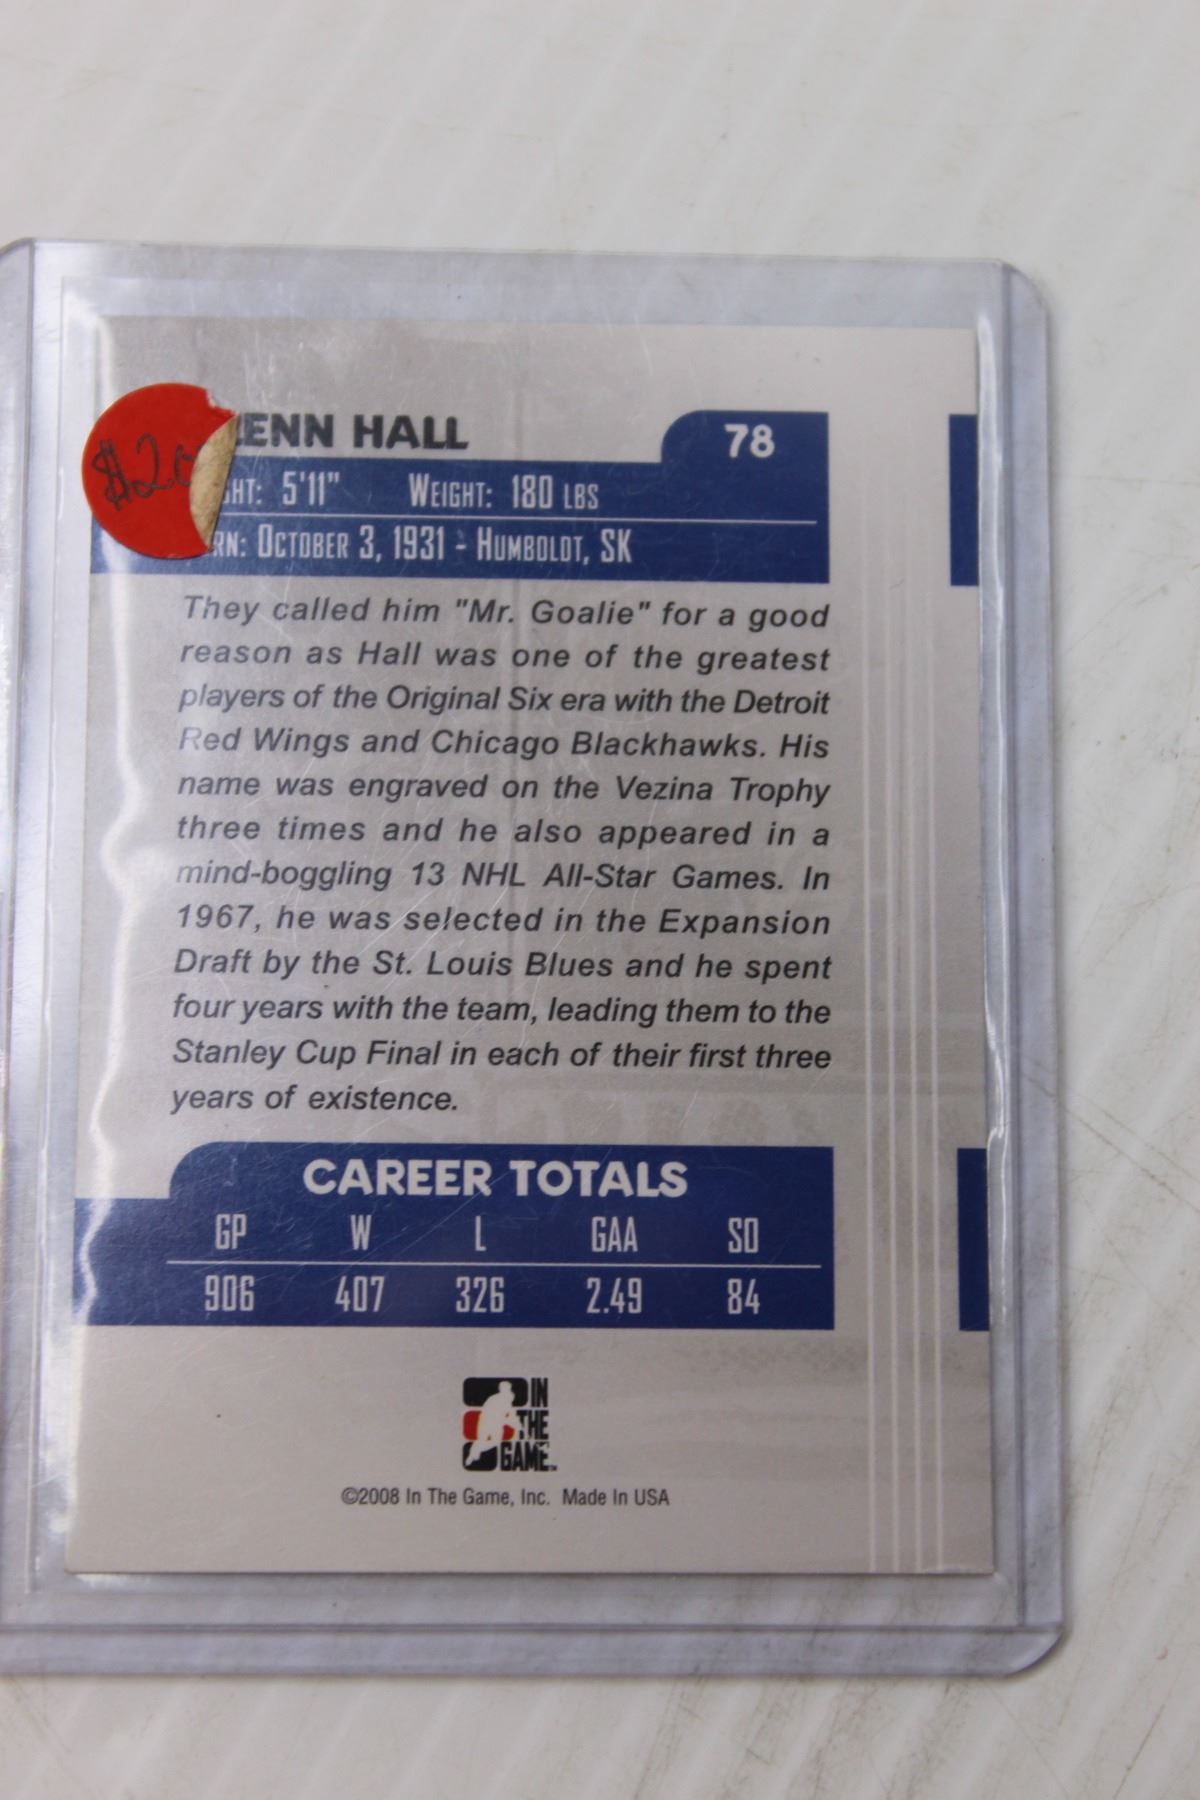 ENN HALL
78
HT: 5'11" WEIGHT: 180 LBS
RN: OCTOBER 3, 1931 - HUMBOLDT, SK
They called him "Mr. Goalie" for a good
reason as Hall was one of the greatest
players of the Original Six era with the Detroit
Red Wings and Chicago Blackhawks. His
name was engraved on the Vezina Trophy
three times and he also appeared in a
mind-boggling 13 NHL All-Star Games. In
1967, he was selected in the Expansion
Draft by the St. Louis Blues and he spent
four years with the team, leading them to the
Stanley Cup Final in each of their first three
years of existence.
CAREER TOTALS
GP W L GAA SO
906 407 326 2.49 84
IN
THE
GAME™
©2008 In The Game, Inc. Made In USA